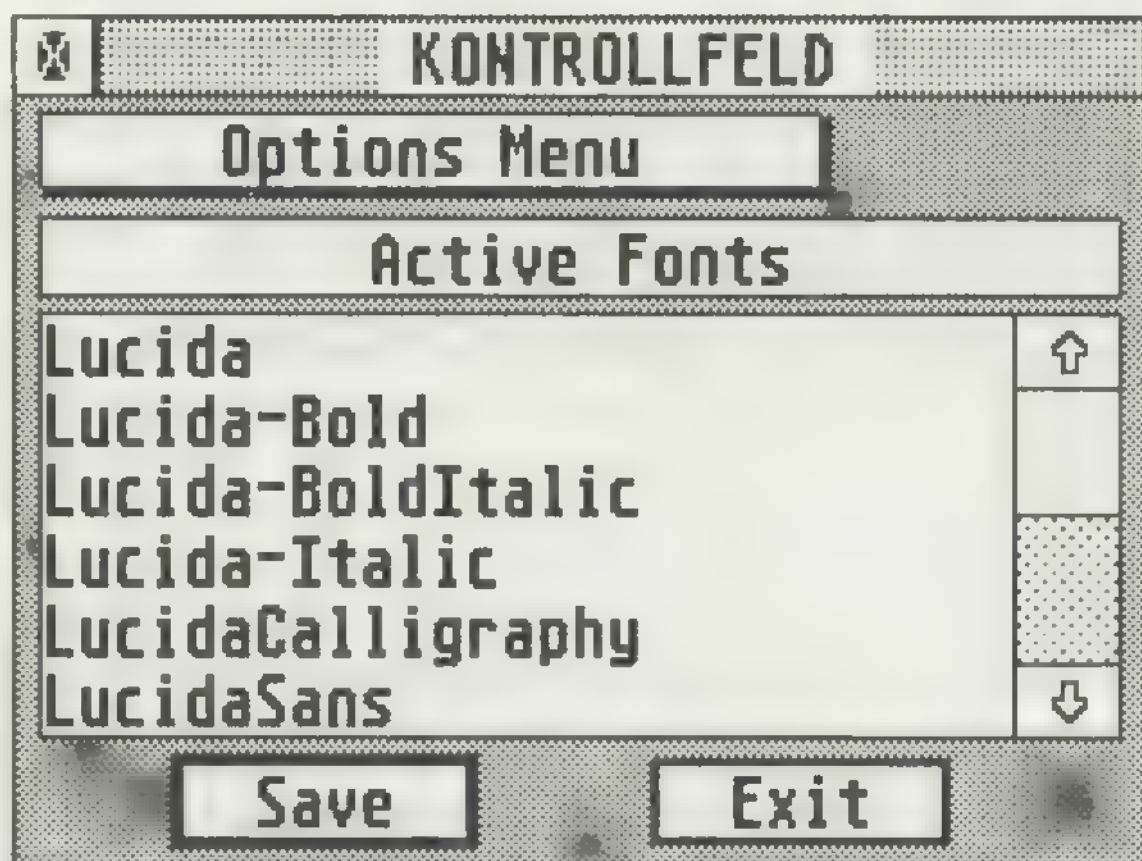 KONTROLLFELD
Options Menu
Active Fonts
Lucida
Lucida-Bold
Lucida-BoldItalic
Lucida-Italic
LucidaCalligraphy
LucidaSans
Save
Exit